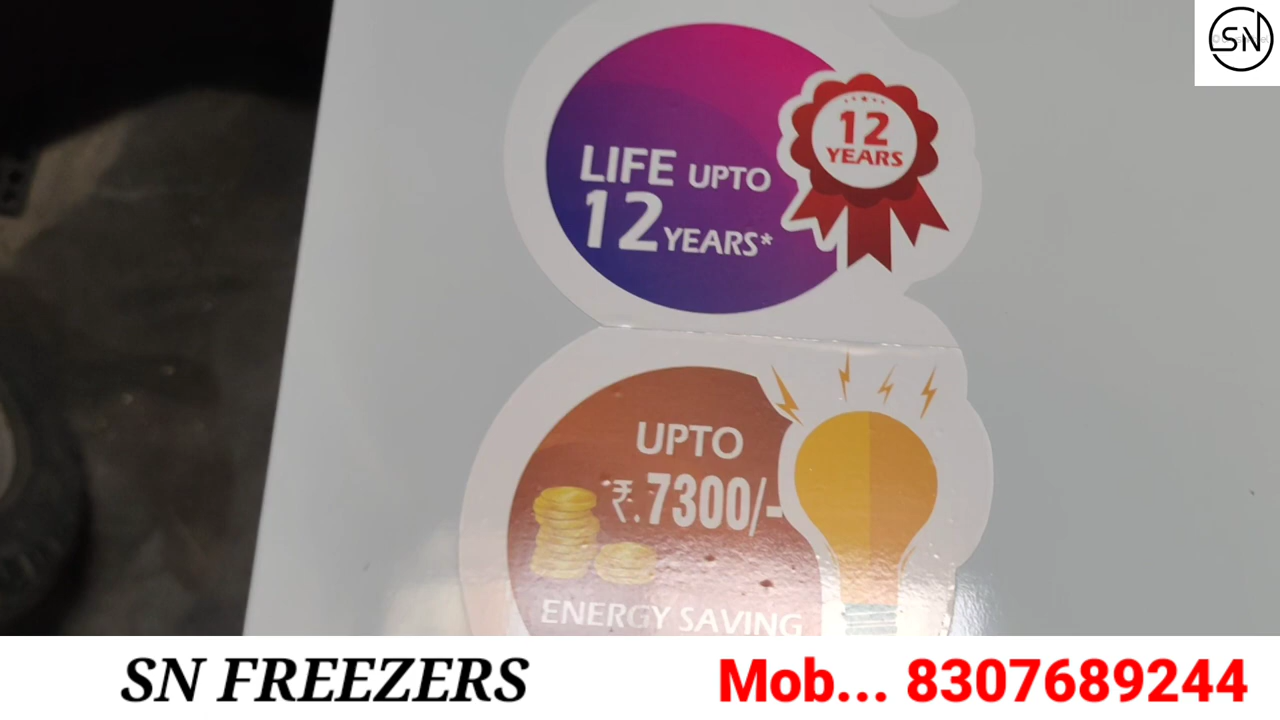 SN
LIFE UPTO
12 YEARS*
12
YEARS
UPTO
₹. 7300/-
ENERGY SAVING
SN FREEZERS
Mob... 8307689244